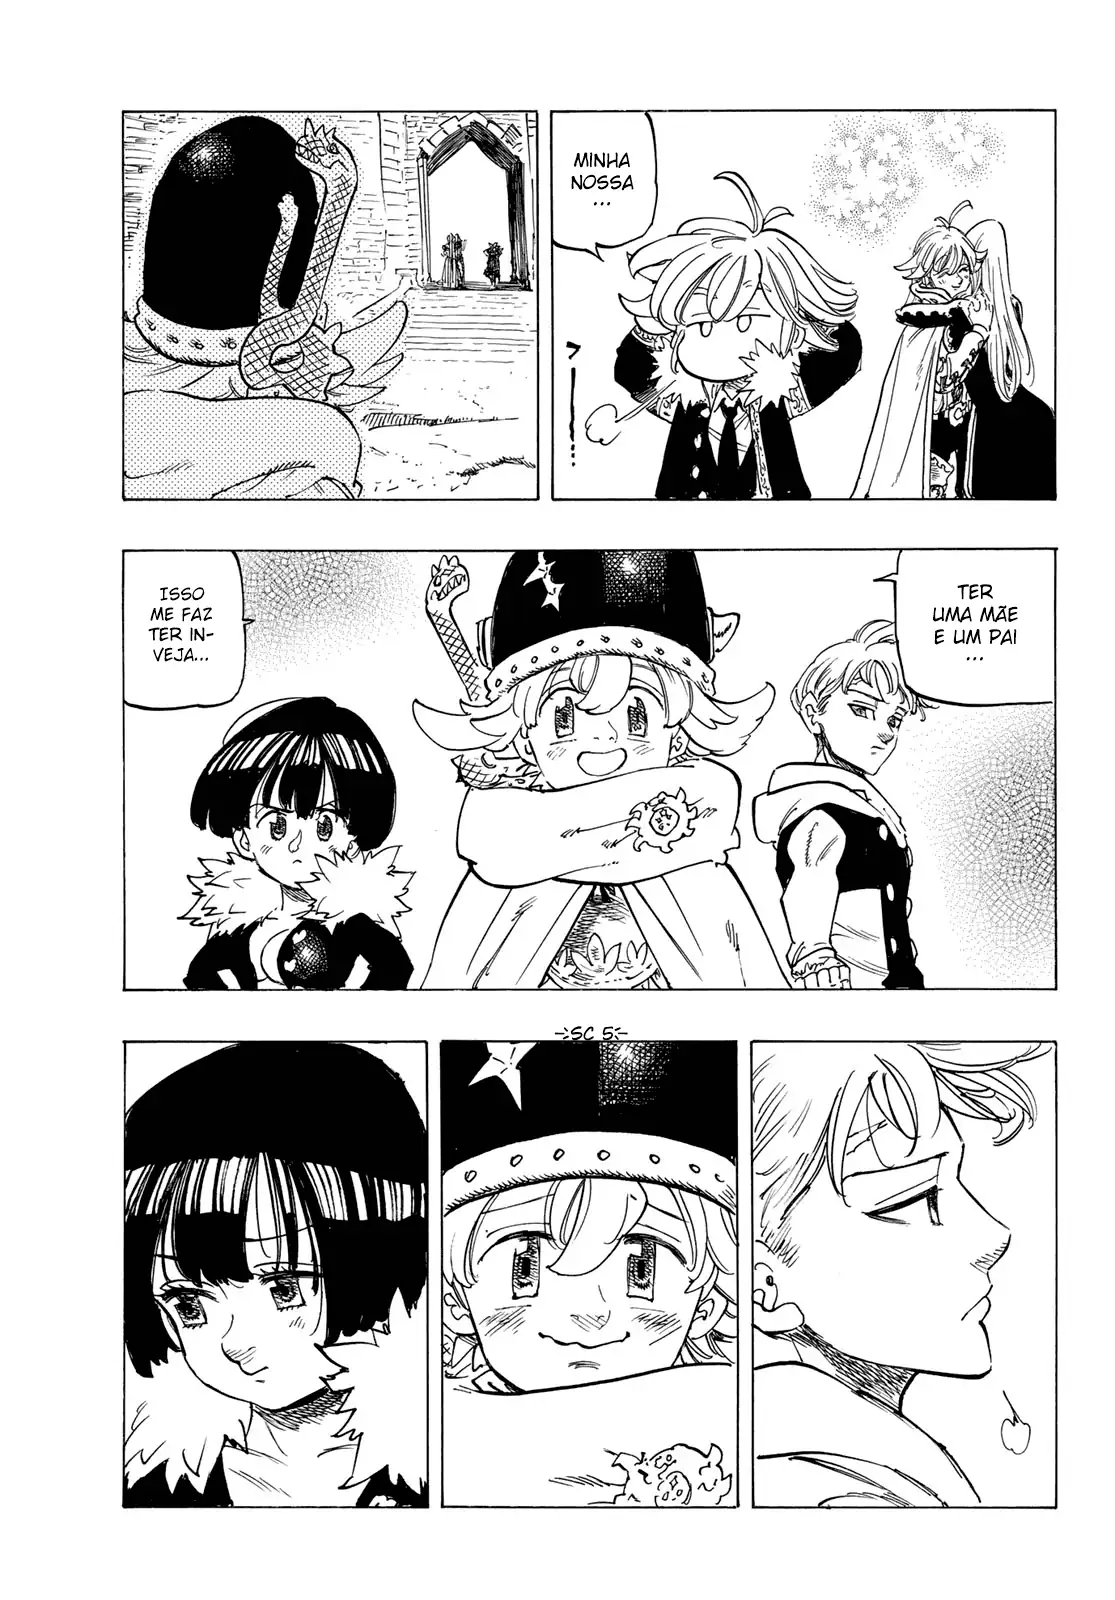 MINHA
NOSSA
...
TER
UMA MÃE
E UM PAI
...
ISSO
ME FAZ
TER IN-
VEJA...
SC 5